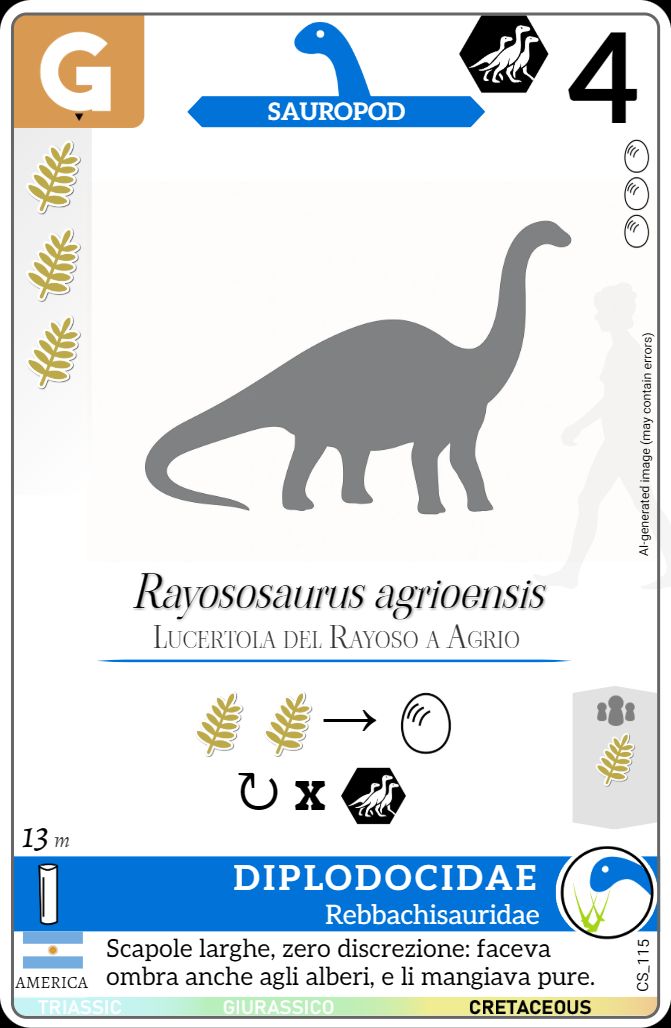 G
SAUROPOD
4
AI-generated image (may contain errors)
Rayososaurus agrioensis
Lucertola del Rayoso a Agrio
x
13 m
DIPLODOCIDAE
Rebbachisauridae
AMERICA
Scapole larghe, zero discrezione: faceva
ombra anche agli alberi, e li mangiava pure.
CS_115
TRIASSIC
GIURASSICO
CRETACEOUS